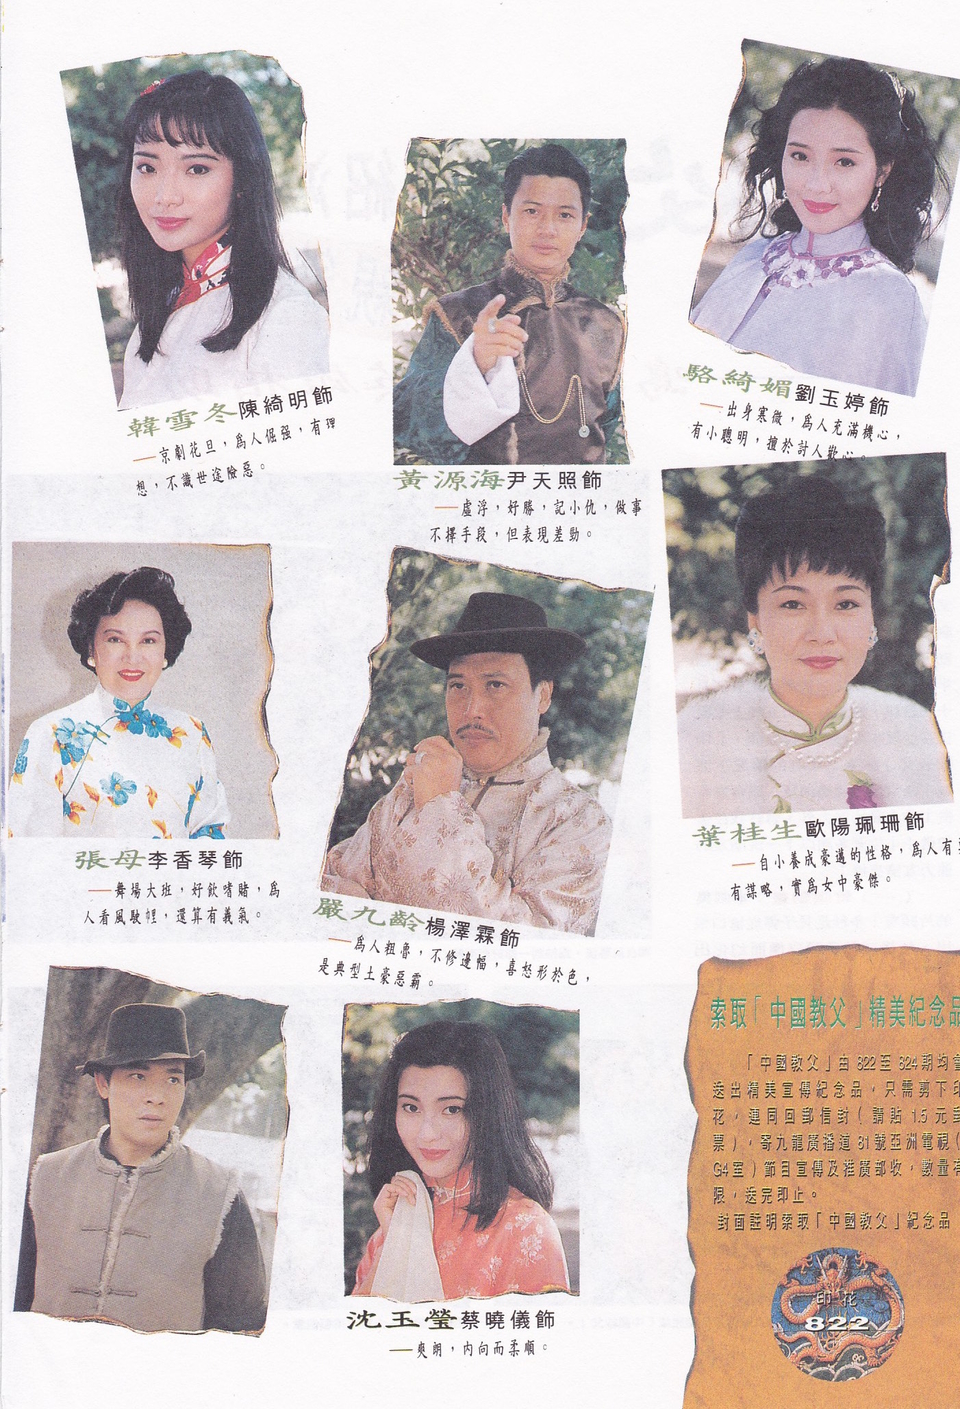 韓雪冬陳綺明飾
—京劇花旦，為人倔强，有理
想，不識世途險惡。
黃源海尹天照飾
—虛浮，好勝，記小仇，做事
不擇手段，但表現差勁。
駱綺媚劉玉婷飾
—出身寒微，為人充滿機心，
有小聰明，擅於討人歡心。
張母李香琴飾
—舞場大班，好飲嗜賭，為
人看風駛𢃇，還算有義氣。
嚴九齡楊澤霖飾
—為人粗魯，不修邊幅，喜怒形於色，
是典型土豪惡霸。
葉桂生歐陽珮珊飾
—自小養成豪邁的性格，為人有
有謀略，實為女中豪傑。
沈玉瑩蔡曉儀飾
—爽朗，內向而柔順。
索取「中國教父」精美紀念品
「中國教父」由822至824期均會
送出精美宣傳紀念品，只需剪下印
花，連同回郵信封（請貼1.5元郵
票），寄九龍廣播道81號亞洲電視（
G4室）節目宣傳及推廣部收，數量有
限，送完即止。
封面註明索取「中國教父」紀念品
印花
822